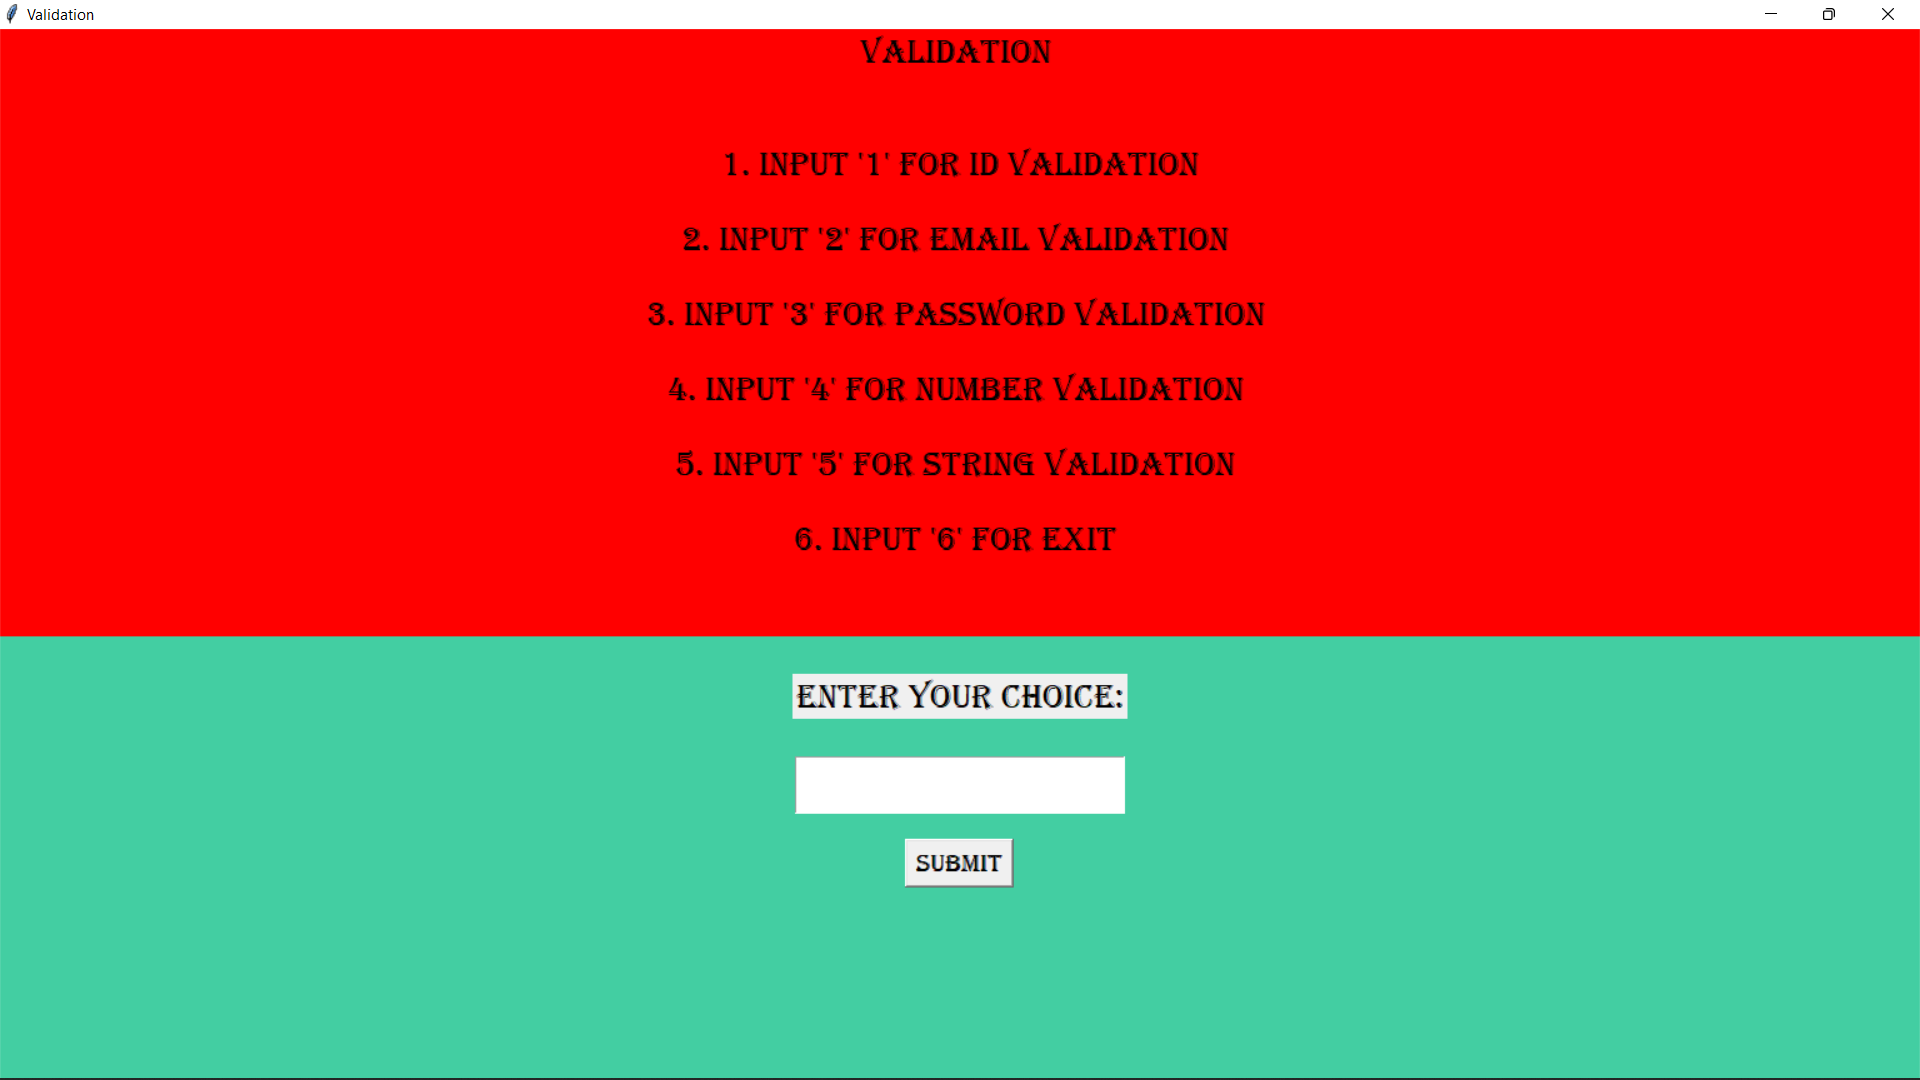 Validation
VALIDATION
1. INPUT '1' FOR ID VALIDATION
2. INPUT '2' FOR EMAIL VALIDATION
3. INPUT '3' FOR PASSWORD VALIDATION
4. INPUT '4' FOR NUMBER VALIDATION
5. INPUT '5' FOR STRING VALIDATION
6. INPUT '6' FOR EXIT
ENTER YOUR CHOICE:
SUBMIT